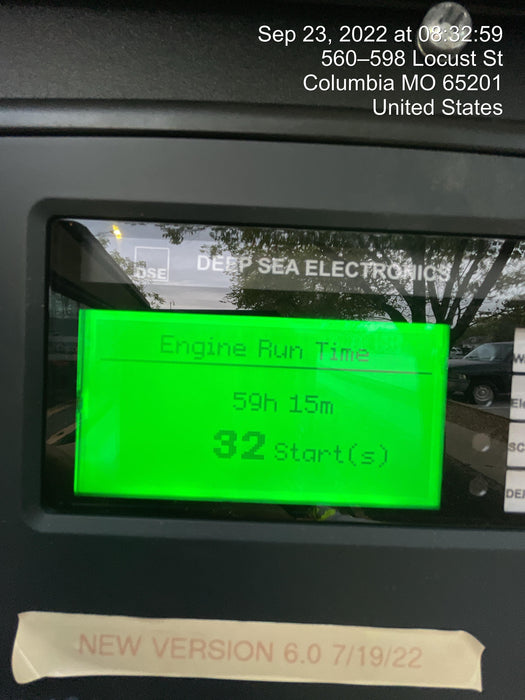 Sep 23, 2022 at 08:32:59
560–598 Locust St
Columbia MO 65201
United States
DSE DEEP SEA ELECTRONICS
Engine Run Time
59h 15m
32 Start(s)
NEW VERSION 6.0 7/19/22